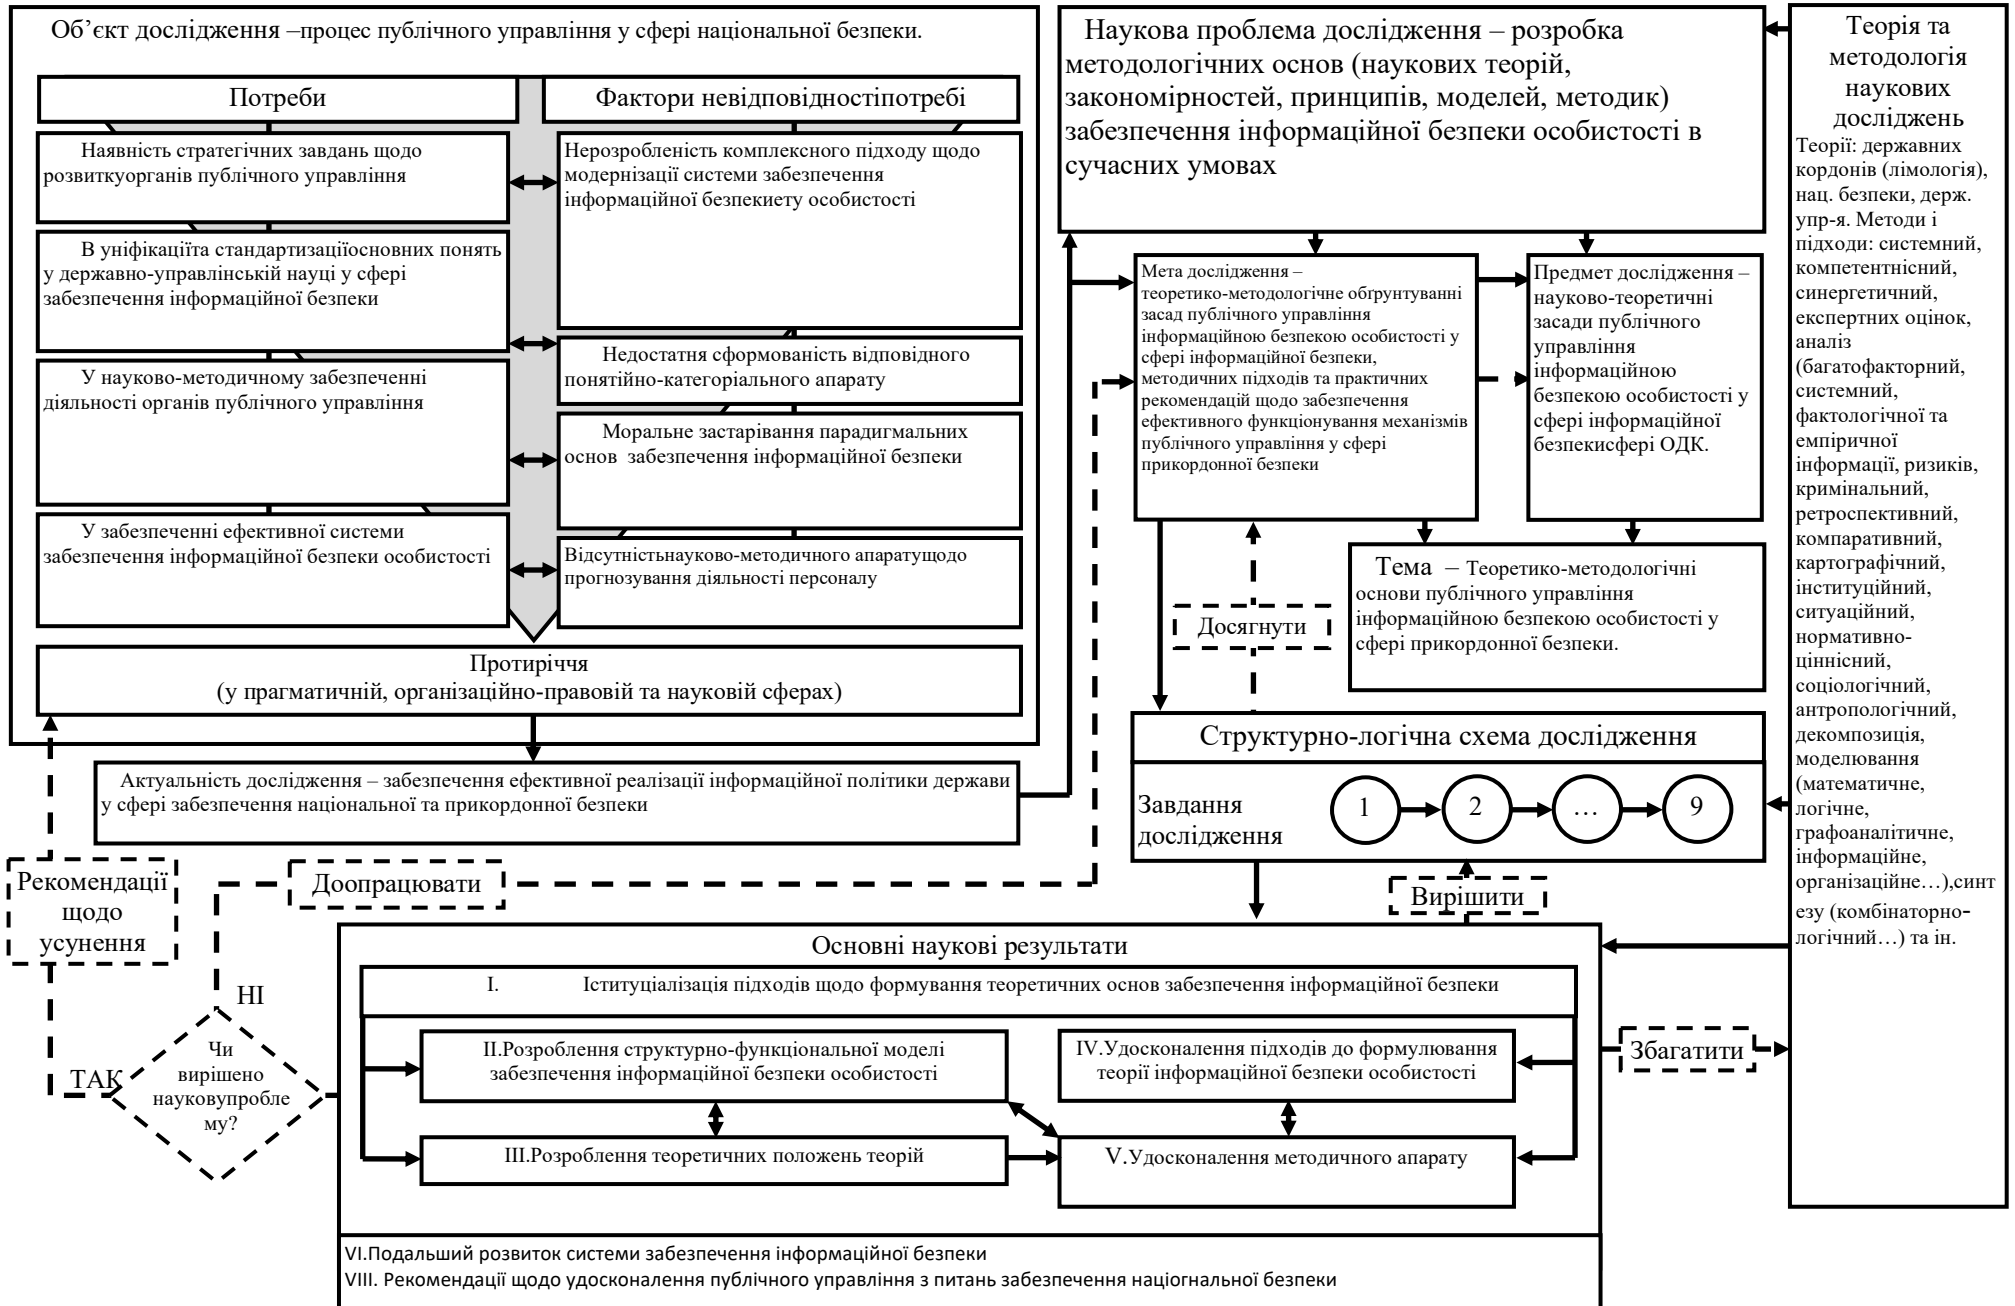 Об’єкт дослідження –процес публічного управління у сфері національної безпеки.
Потреби
Фактори невідповідностіпотребі
Наявність стратегічних завдань щодо
розвиткуорганів публічного управління
В уніфікаціїта стандартизаціїосновних понять
у державно-управлінській науці у сфері
забезпечення інформаційної безпеки
У науково-методичному забезпеченні
діяльності органів публічного управління
У забезпеченні ефективної системи
забезпечення інформаційної безпеки особистості
Нерозробленість комплексного підходу щодо
модернізації системи забезпечення
інформаційної безпекиету особистості
Недостатня сформованість відповідного
понятійно-категоріального апарату
Моральне застарівання парадигмальних
основ забезпечення інформаційної безпеки
Відсутністьнауково-методичного апаратущодо
прогнозування діяльності персоналу
Протиріччя
(у прагматичній, організаційно-правовій та науковій сферах)
Актуальність дослідження – забезпечення ефективної реалізації інформаційної політики держави
у сфері забезпечення національної та прикордонної безпеки
Наукова проблема дослідження – розробка
методологічних основ (наукових теорій,
закономірностей, принципів, моделей, методик)
забезпечення інформаційної безпеки особистості в
сучасних умовах
Мета дослідження –
теоретико-методологічне обґрунтуванні
засад публічного управління
інформаційною безпекою особистості у
сфері інформаційної безпеки,
методичних підходів та практичних
рекомендацій щодо забезпечення
ефективного функціонування механізмів
публічного управління у сфері
прикордонної безпеки
Предмет дослідження –
науково-теоретичні
засади публічного
управління
інформаційною
безпекою особистості у
сфері інформаційної
безпекисфері ОДК.
Тема – Теоретико-методологічні
основи публічного управління
інформаційною безпекою особистості у
сфері прикордонної безпеки.
Досягнути
Структурно-логічна схема дослідження
Завдання
дослідження
1
2
…
9
Вирішити
Теорія та
методологія
наукових
досліджень
Теорії: державних
кордонів (лімологія),
нац. безпеки, держ.
упр-я. Методи і
підходи: системний,
компетентнісний,
синергетичний,
експертних оцінок,
аналіз
(багатофакторний,
системний,
фактологічної та
емпіричної
інформації, ризиків,
кримінальний,
ретроспективний,
компаративний,
картографічний,
інституційний,
ситуаційний,
нормативно-
ціннісний,
соціологічний,
антропологічний,
декомпозиція,
моделювання
(математичне,
логічне,
графоаналітичне,
інформаційне,
організаційне…),синт
езу (комбінаторно-
логічний…) та ін.
Рекомендації
щодо
усунення
Доопрацювати
НІ
ТАК
Чи
вирішено
науковупробле
му?
Основні наукові результати
I. Іституціалізація підходів щодо формування теоретичних основ забезпечення інформаційної безпеки
II.Розроблення структурно-функціональної моделі
забезпечення інформаційної безпеки особистості
IV.Удосконалення підходів до формулювання
теорії інформаційної безпеки особистості
III.Розроблення теоретичних положень теорій
V.Удосконалення методичного апарату
Збагатити
VI.Подальший розвиток системи забезпечення інформаційної безпеки
VIII. Рекомендації щодо удосконалення публічного управління з питань забезпечення націогнальної безпеки